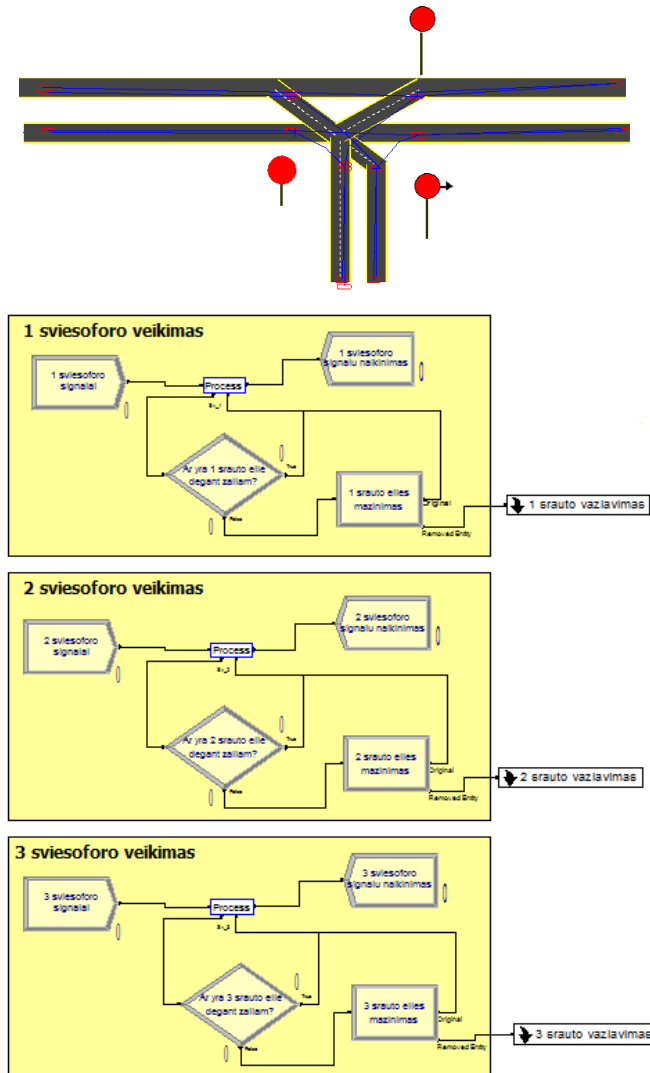 1 sviesoforo veikimas
1 sviesoforo
signalai
Process
1 sviesoforo
signalu naikinimas
Sv_1
Ar yra 1 srauto eile
degant zaliam?
True
False
1 srauto eiles
mazinimas
Original
Removed Entity
1 srauto vaziavimas
2 sviesoforo veikimas
2 sviesoforo
signalai
Process
2 sviesoforo
signalu naikinimas
Sv_2
Ar yra 2 srauto eile
degant zaliam?
True
False
2 srauto eiles
mazinimas
Original
Removed Entity
2 srauto vaziavimas
3 sviesoforo veikimas
3 sviesoforo
signalai
Process
3 sviesoforo
signalu naikinimas
Sv_3
Ar yra 3 srauto eile
degant zaliam?
True
False
3 srauto eiles
mazinimas
Original
Removed Entity
3 srauto vaziavimas